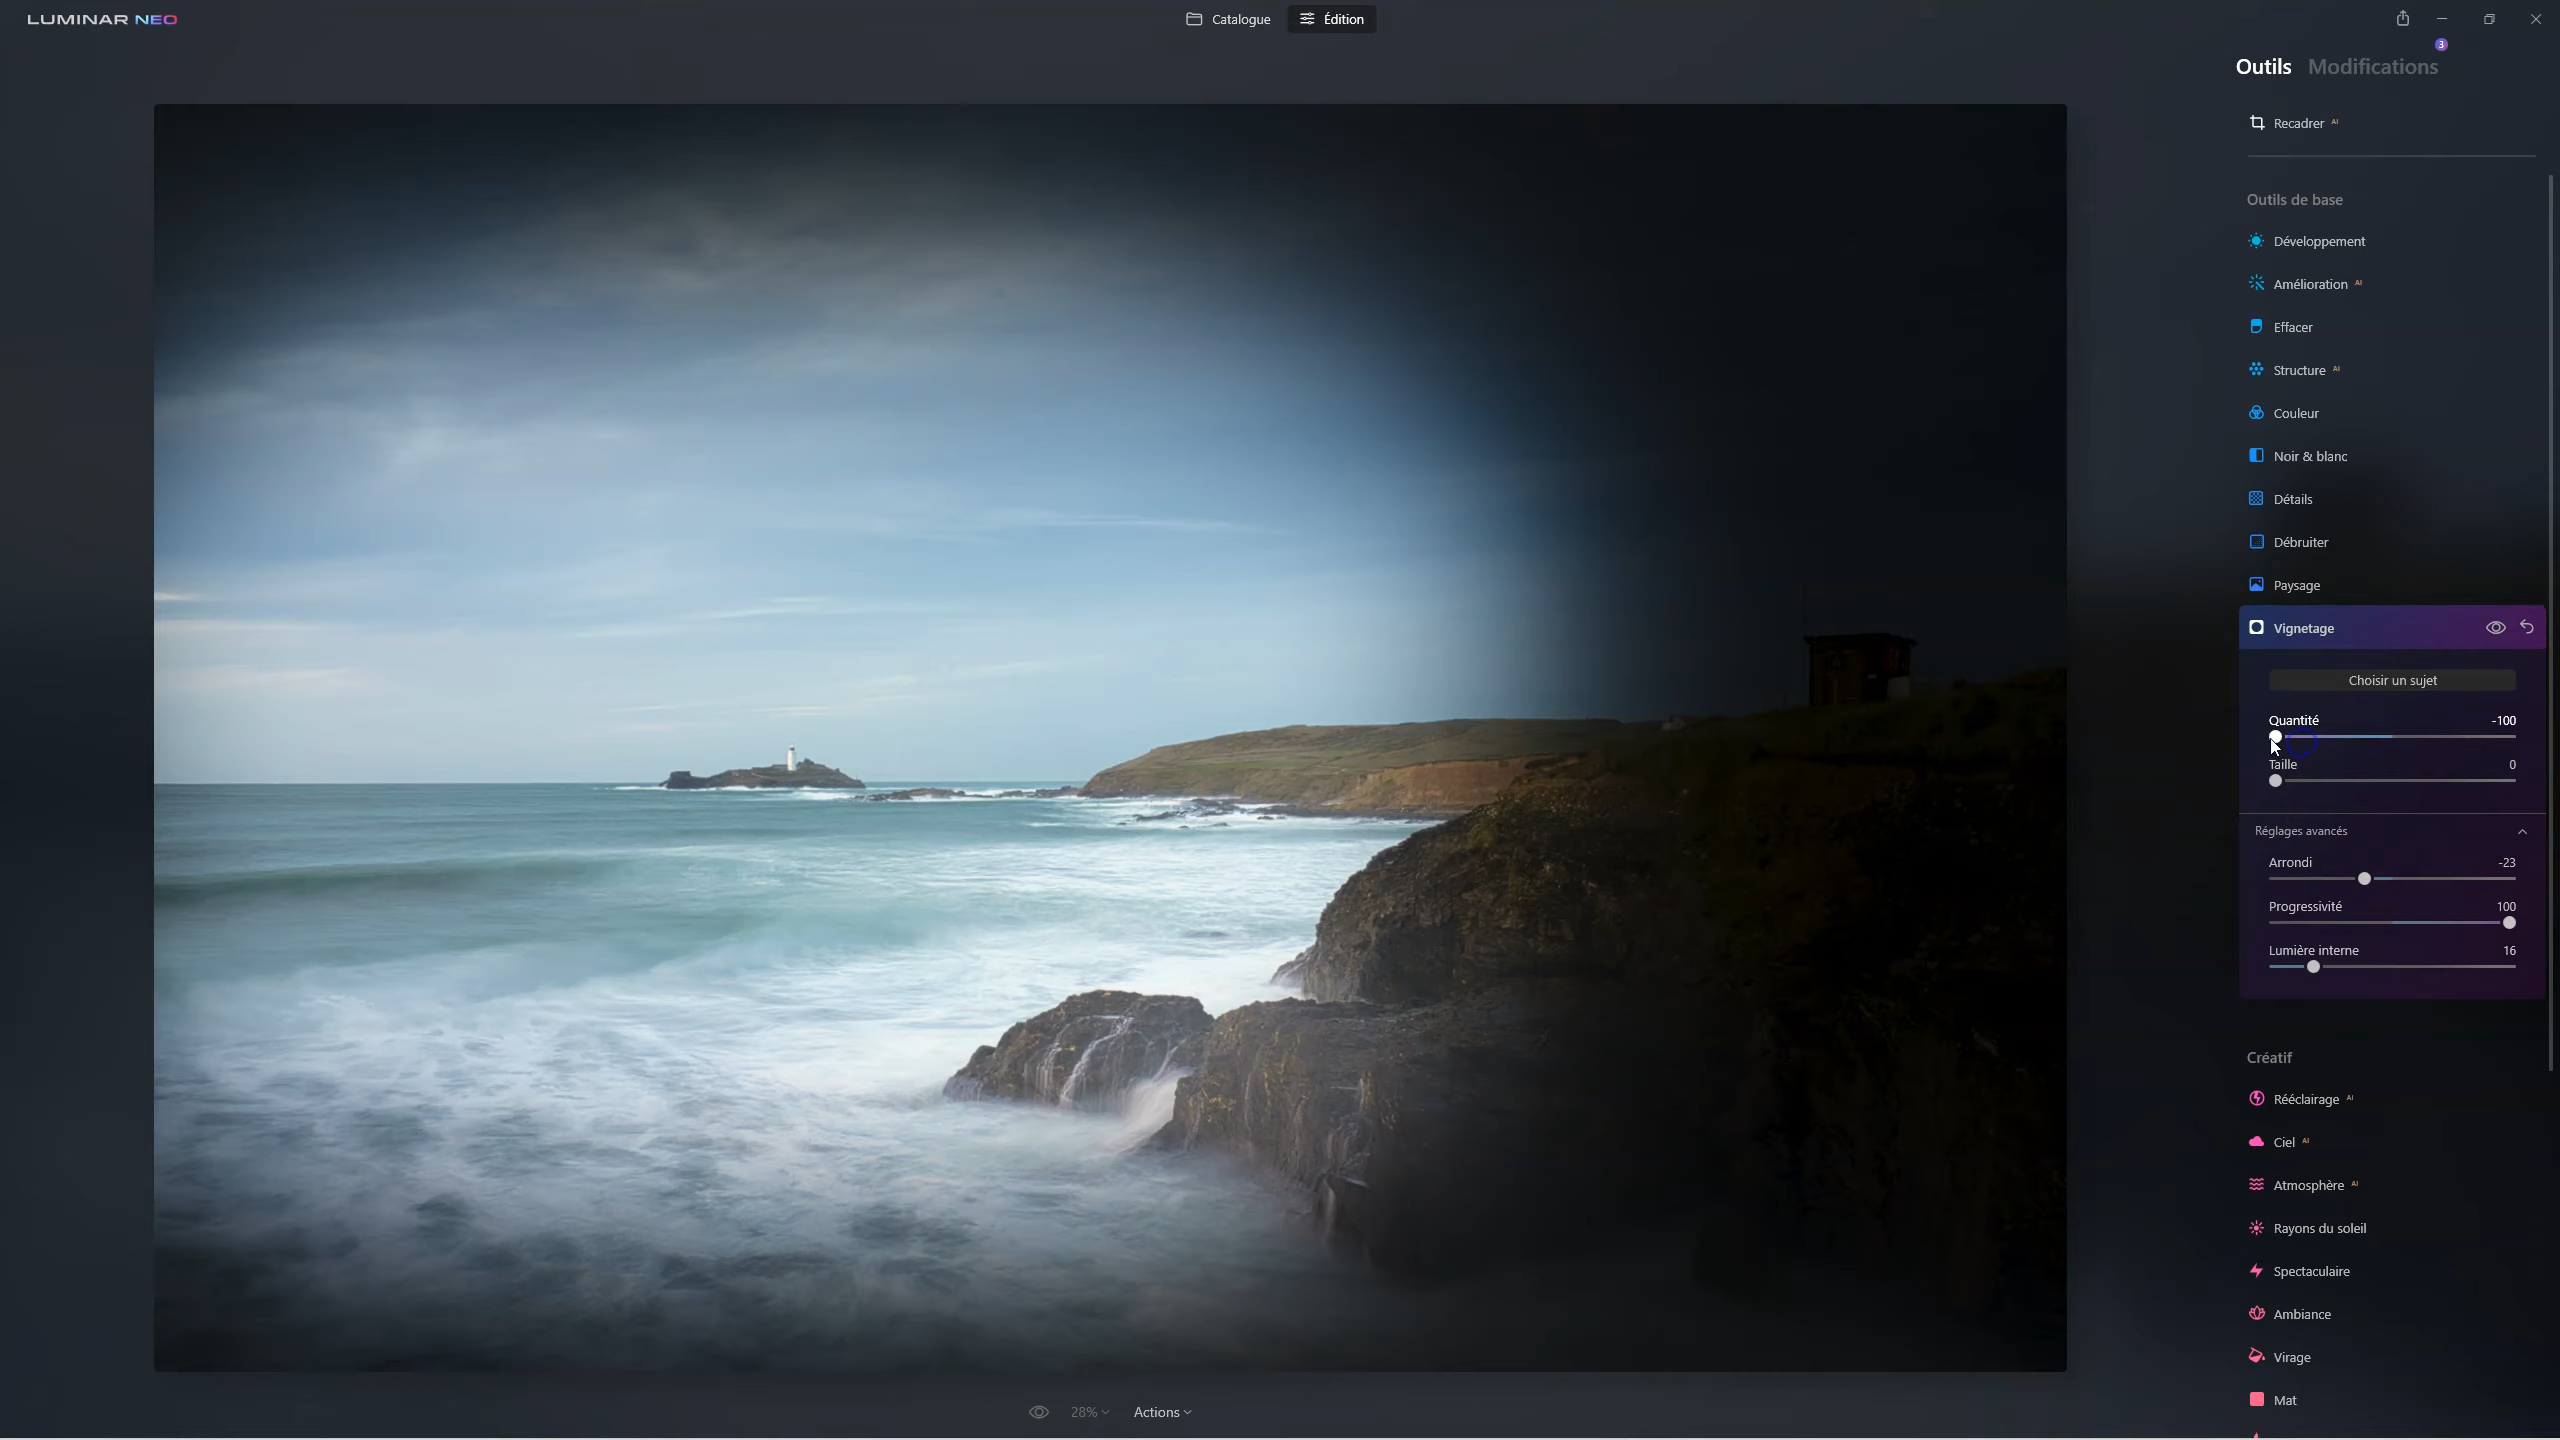 LUMINAR NEO
Catalogue
Édition
3
Outils Modifications
Recadrer AI
Outils de base
Développement
Amélioration AI
Effacer
Structure AI
Couleur
Noir & blanc
Détails
Débruiter
Paysage
Vignetage
Choisir un sujet
Quantité -100
Taille 0
Réglages avancés
Arrondi -23
Progressivité 100
Lumière interne 16
Créatif
Rééclairage AI
Ciel AI
Atmosphère AI
Rayons du soleil
Spectaculaire
Ambiance
Virage
Mat
28% Actions